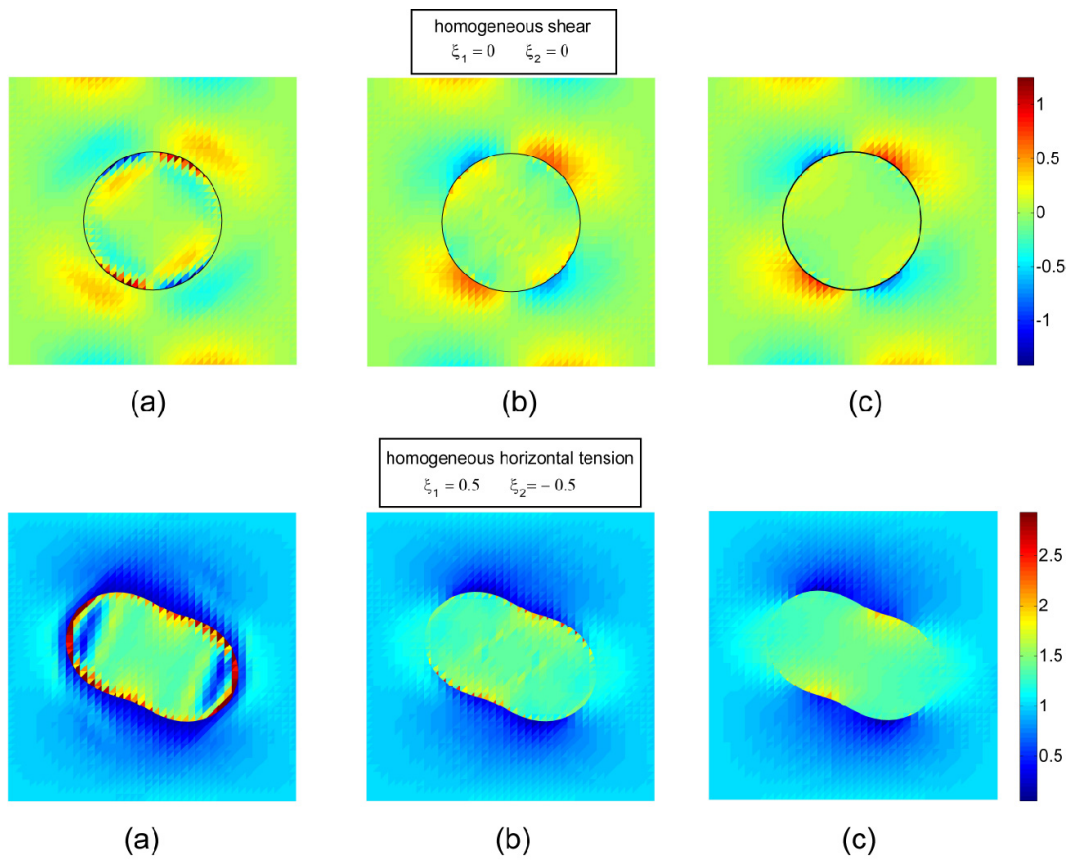 homogeneous shear
ξ₁ = 0 ξ₂ = 0
1
0.5
0
-0.5
-1
(a) (b) (c)
homogeneous horizontal tension
ξ₁ = 0.5 ξ₂= − 0.5
2.5
2
1.5
1
0.5
(a) (b) (c)